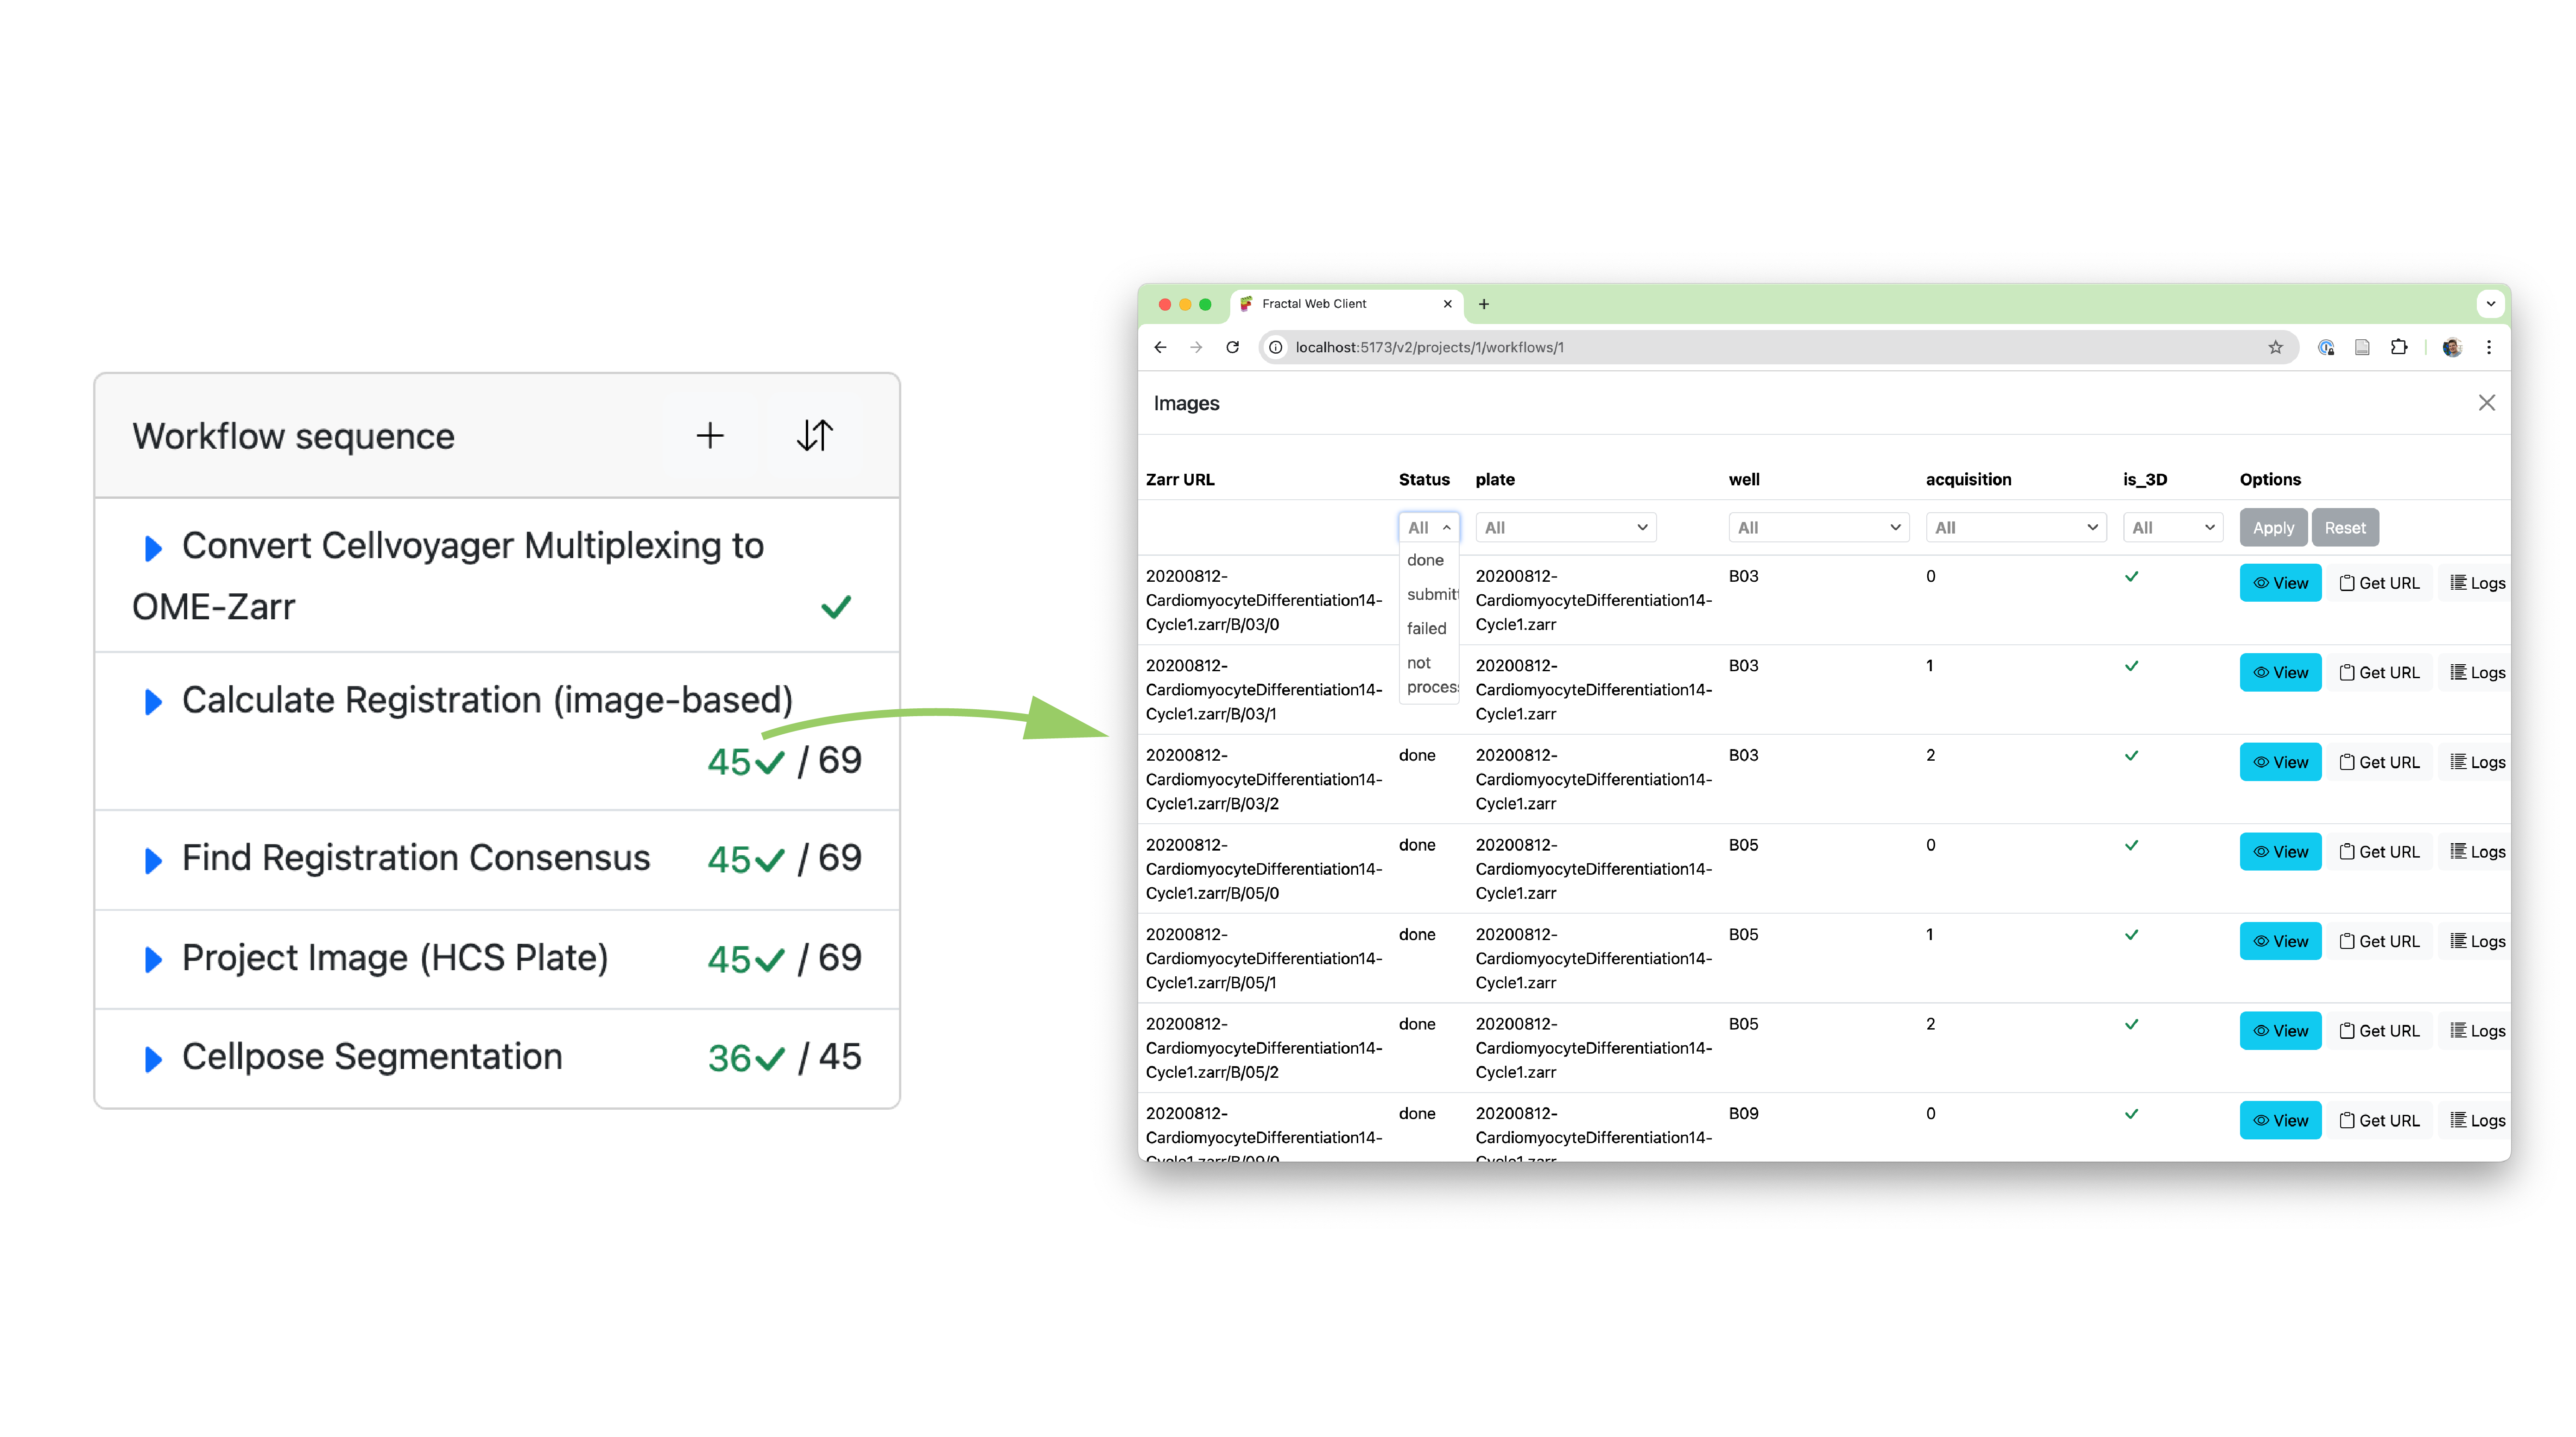 Workflow sequence
Convert Cellvoyager Multiplexing to
OME-Zarr
Calculate Registration (image-based)
45 / 69
Find Registration Consensus 45 / 69
Project Image (HCS Plate) 45 / 69
Cellpose Segmentation 36 / 45
Fractal Web Client
localhost:5173/v2/projects/1/workflows/1
Images
Zarr URL Status plate well acquisition is_3D Options
All All All All All Apply Reset
done
submitt
failed
not
proces
20200812- 20200812- B03 0 View Get URL Logs
CardiomyocyteDifferentiation14- CardiomyocyteDifferentiation14-
Cycle1.zarr/B/03/0 Cycle1.zarr
20200812- 20200812- B03 1 View Get URL Logs
CardiomyocyteDifferentiation14- CardiomyocyteDifferentiation14-
Cycle1.zarr/B/03/1 Cycle1.zarr
20200812- done 20200812- B03 2 View Get URL Logs
CardiomyocyteDifferentiation14- CardiomyocyteDifferentiation14-
Cycle1.zarr/B/03/2 Cycle1.zarr
20200812- done 20200812- B05 0 View Get URL Logs
CardiomyocyteDifferentiation14- CardiomyocyteDifferentiation14-
Cycle1.zarr/B/05/0 Cycle1.zarr
20200812- done 20200812- B05 1 View Get URL Logs
CardiomyocyteDifferentiation14- CardiomyocyteDifferentiation14-
Cycle1.zarr/B/05/1 Cycle1.zarr
20200812- done 20200812- B05 2 View Get URL Logs
CardiomyocyteDifferentiation14- CardiomyocyteDifferentiation14-
Cycle1.zarr/B/05/2 Cycle1.zarr
20200812- done 20200812- B09 0 View Get URL Logs
CardiomyocyteDifferentiation14- CardiomyocyteDifferentiation14-
Cycle1.zarr/B/09/0 Cycle1.zarr